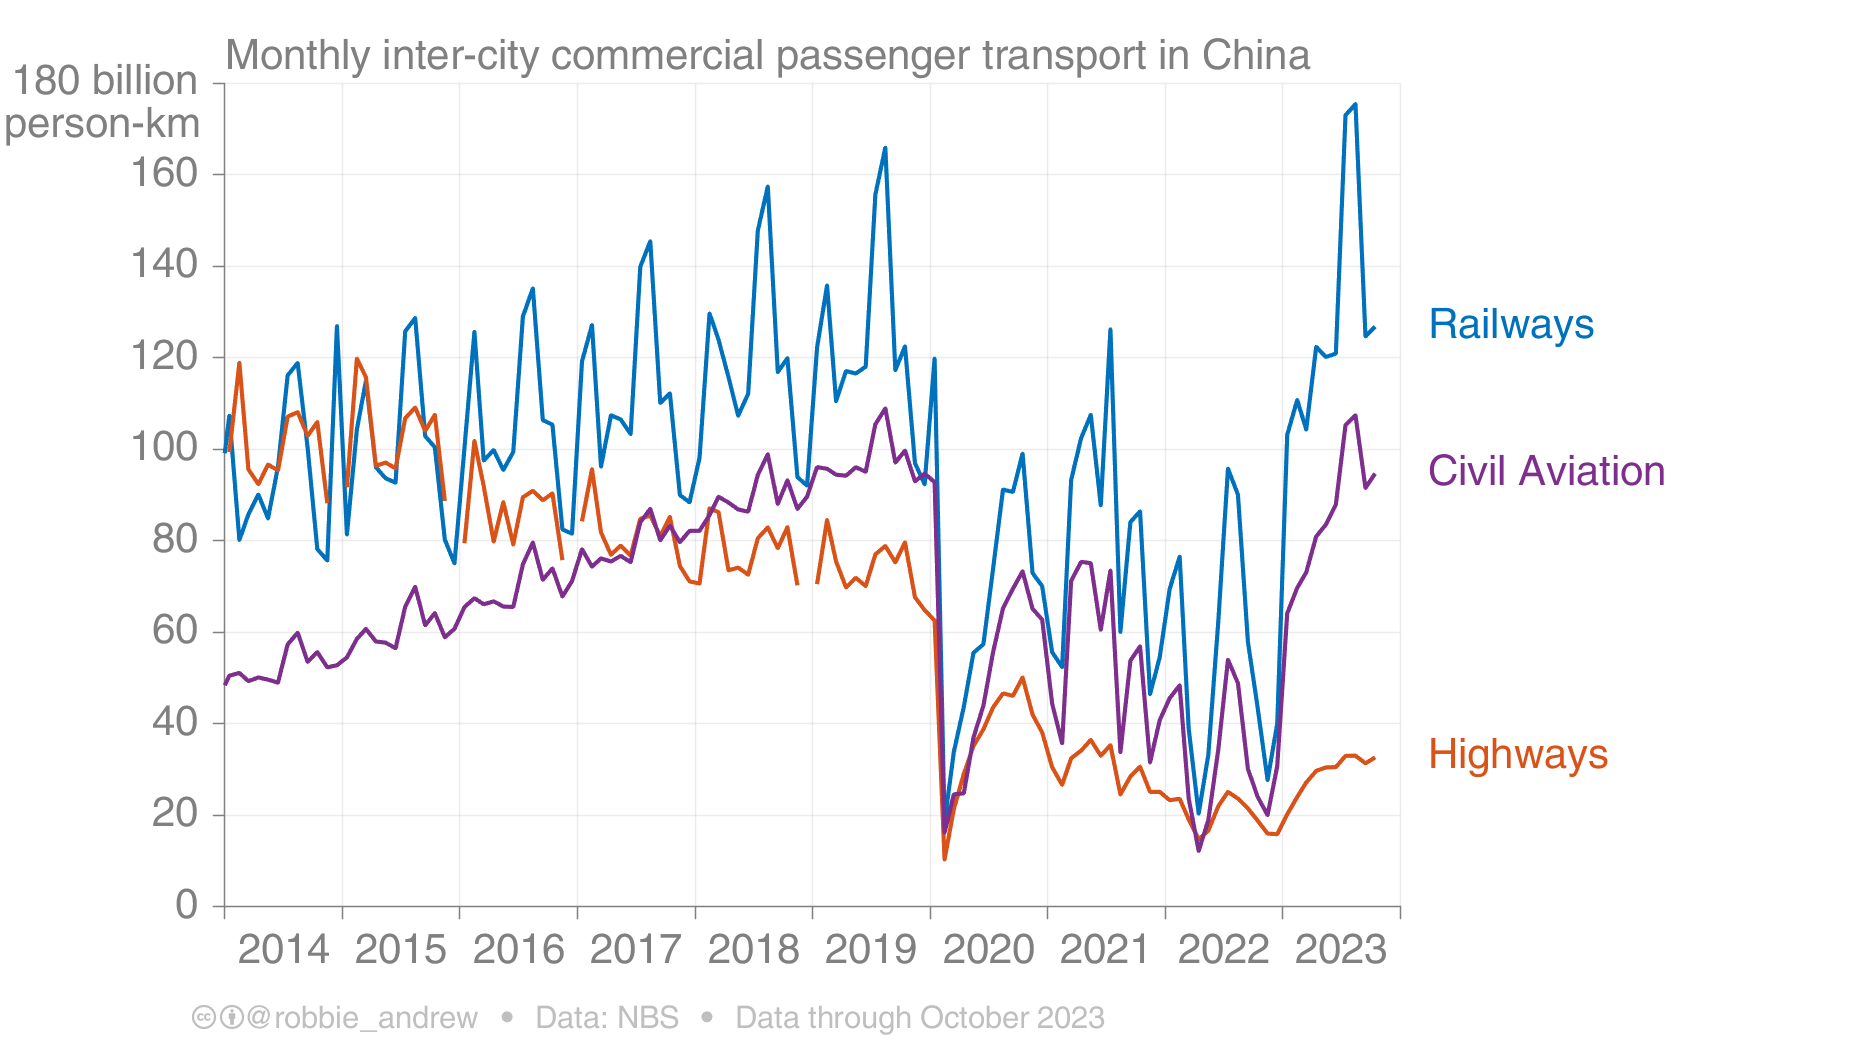 Monthly inter-city commercial passenger transport in China
180 billion
person-km
160
140
120
100
80
60
40
20
0
Railways
Civil Aviation
Highways
2014 2015 2016 2017 2018 2019 2020 2021 2022 2023
cc @robbie_andrew • Data: NBS • Data through October 2023